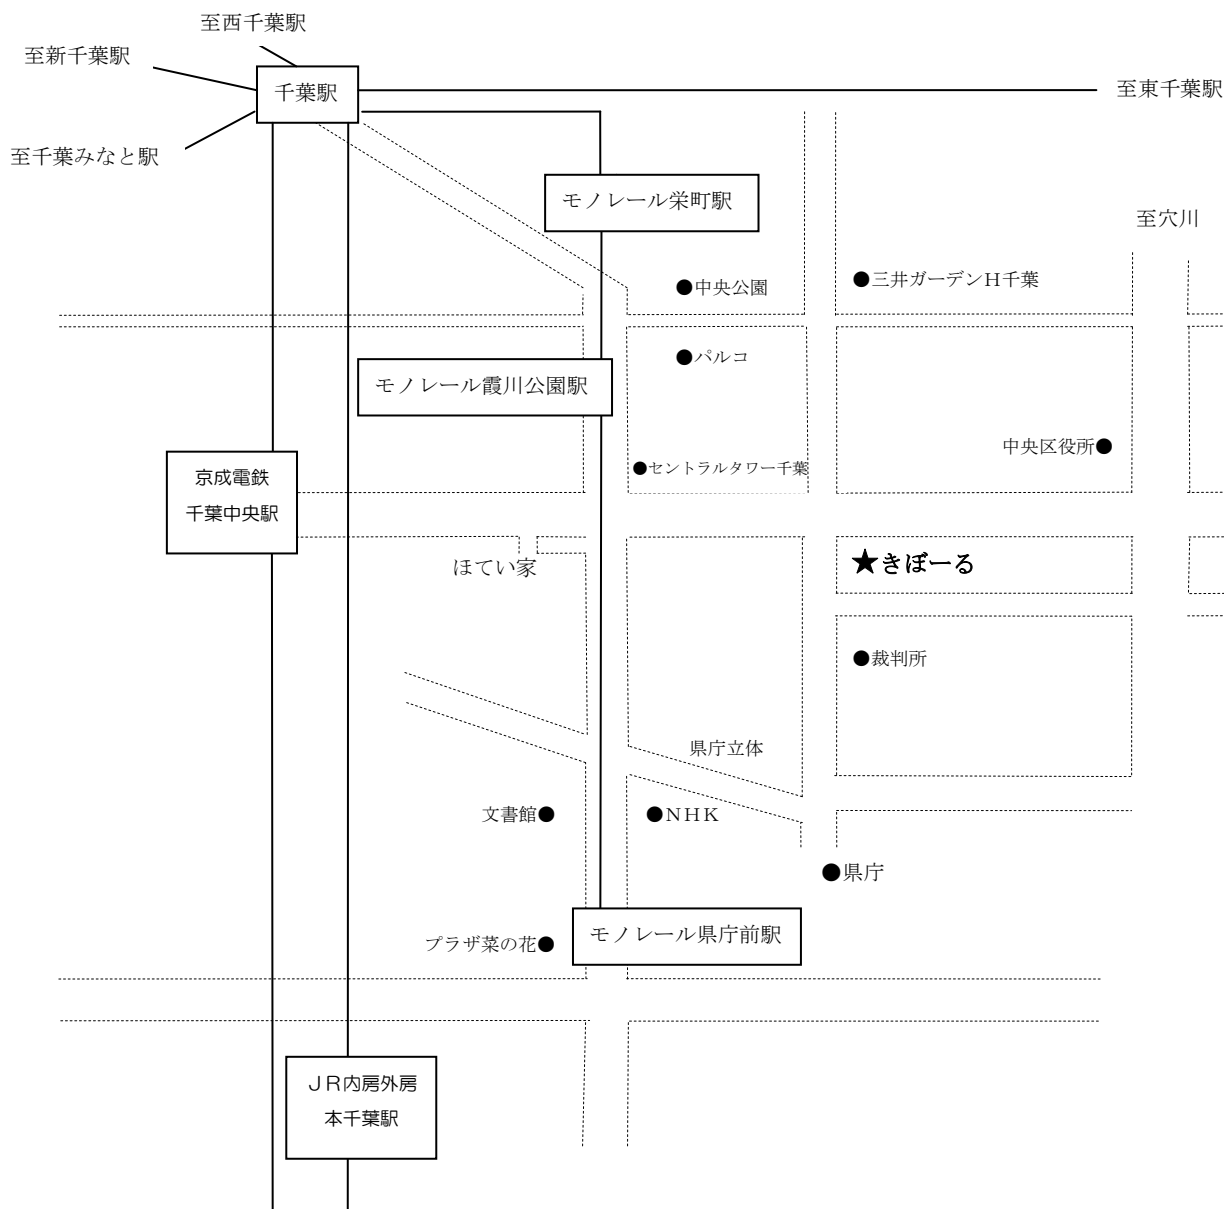 至西千葉駅
至新千葉駅
千葉駅
至東千葉駅
至千葉みなと駅
モノレール栄町駅
至穴川
●中央公園
●三井ガーデンＨ千葉
●パルコ
モノレール霞川公園駅
中央区役所●
●セントラルタワー千葉
京成電鉄
千葉中央駅
ほてい家
★きぼーる
●裁判所
県庁立体
文書館●
●ＮＨＫ
●県庁
モノレール県庁前駅
プラザ菜の花●
ＪＲ内房外房
本千葉駅